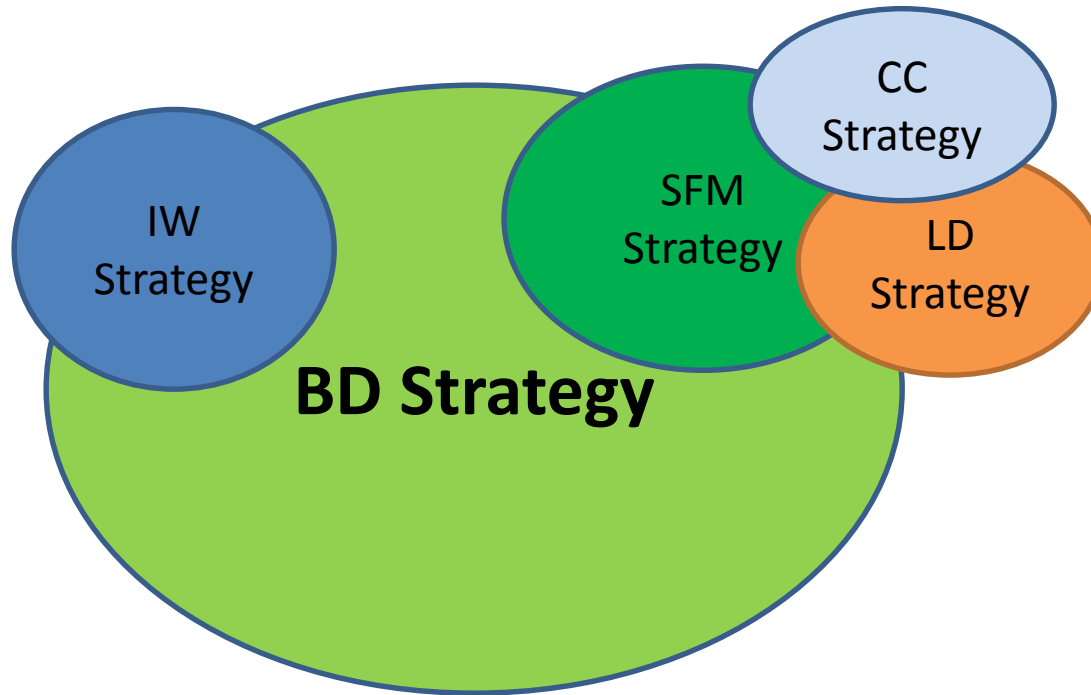 CC
Strategy
SFM
Strategy
IW
Strategy
LD
Strategy
BD Strategy